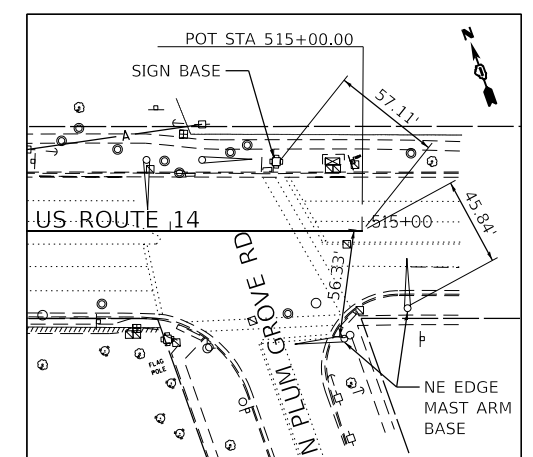 POT STA 515+00.00
N
SIGN BASE
57.11'
A
US ROUTE 14
515+00
45.84'
56.33'
N PLUM GROVE RD
FLAG
POLE
NE EDGE
MAST ARM
BASE